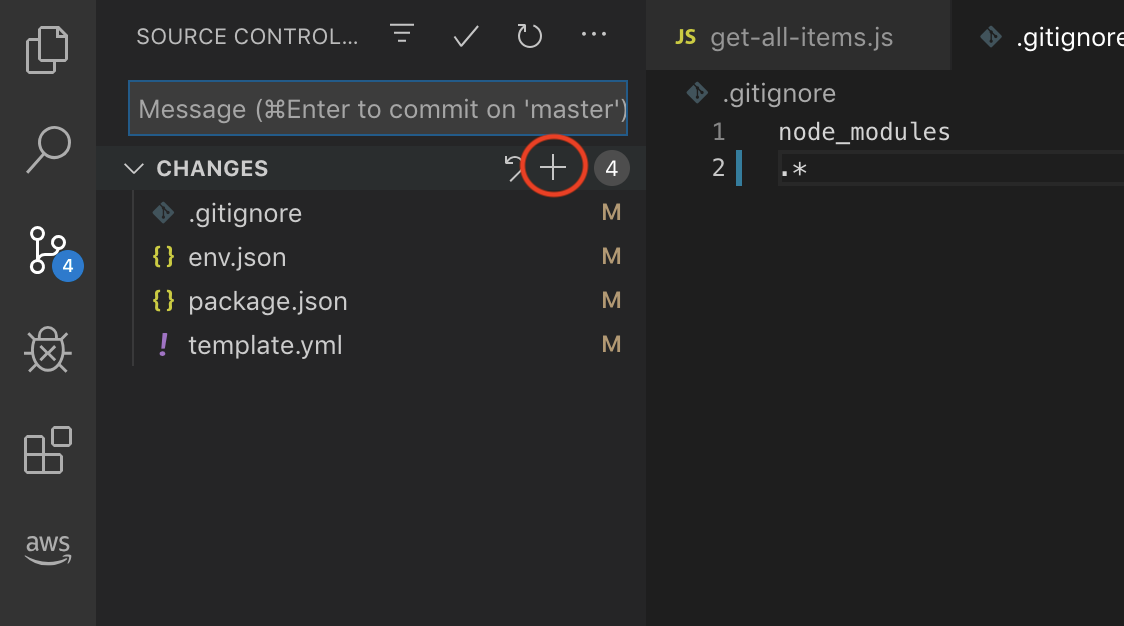 SOURCE CONTROL...
Message (⌘Enter to commit on 'master')
CHANGES
4
.gitignore
M
{} env.json
M
{} package.json
M
! template.yml
M
4
aws
JS get-all-items.js
.gitignore
.gitignore
1 node_modules
2 .*